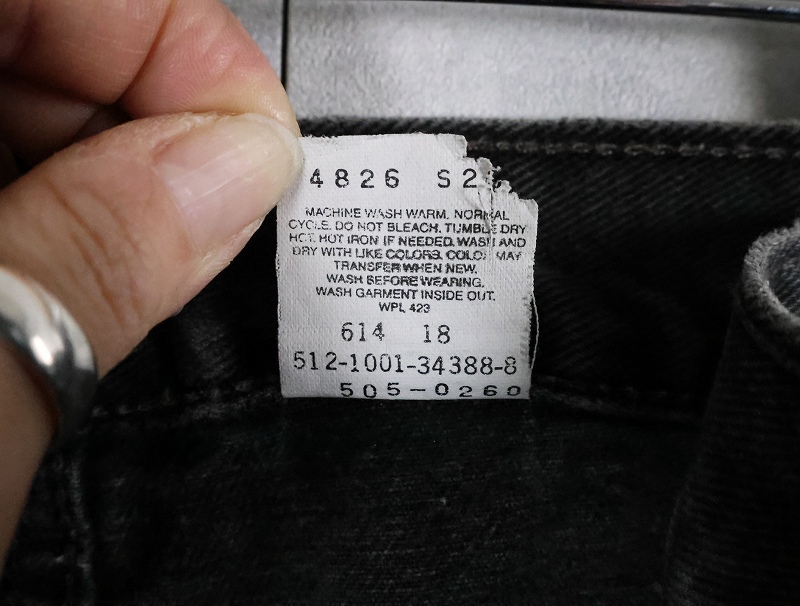 4826 S2
MACHINE WASH WARM, NORMAL
CYCLE. DO NOT BLEACH. TUMBLE DRY
HOT. HOT IRON IF NEEDED. WASH AND
DRY WITH LIKE COLORS. COLOR MAY
TRANSFER WHEN NEW.
WASH BEFORE WEARING.
WASH GARMENT INSIDE OUT.
WPL 423
614 18
512-1001-34388-8
505-0260